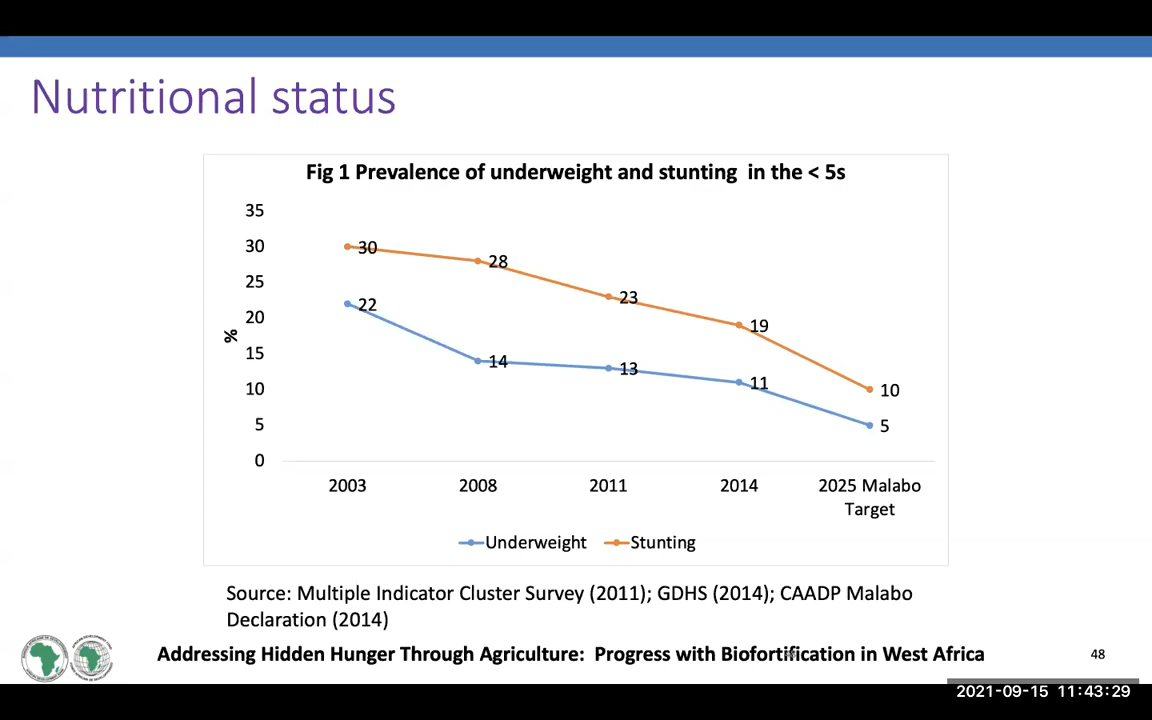 Nutritional status
Fig 1 Prevalence of underweight and stunting in the < 5s
35
30
25
20
15
10
5
0
%
30
28
23
19
10
22
14
13
11
5
2003 2008 2011 2014 2025 Malabo
Target
Underweight Stunting
Source: Multiple Indicator Cluster Survey (2011); GDHS (2014); CAADP Malabo
Declaration (2014)
Addressing Hidden Hunger Through Agriculture: Progress with Biofortification in West Africa
48
2021-09-15 11:43:29